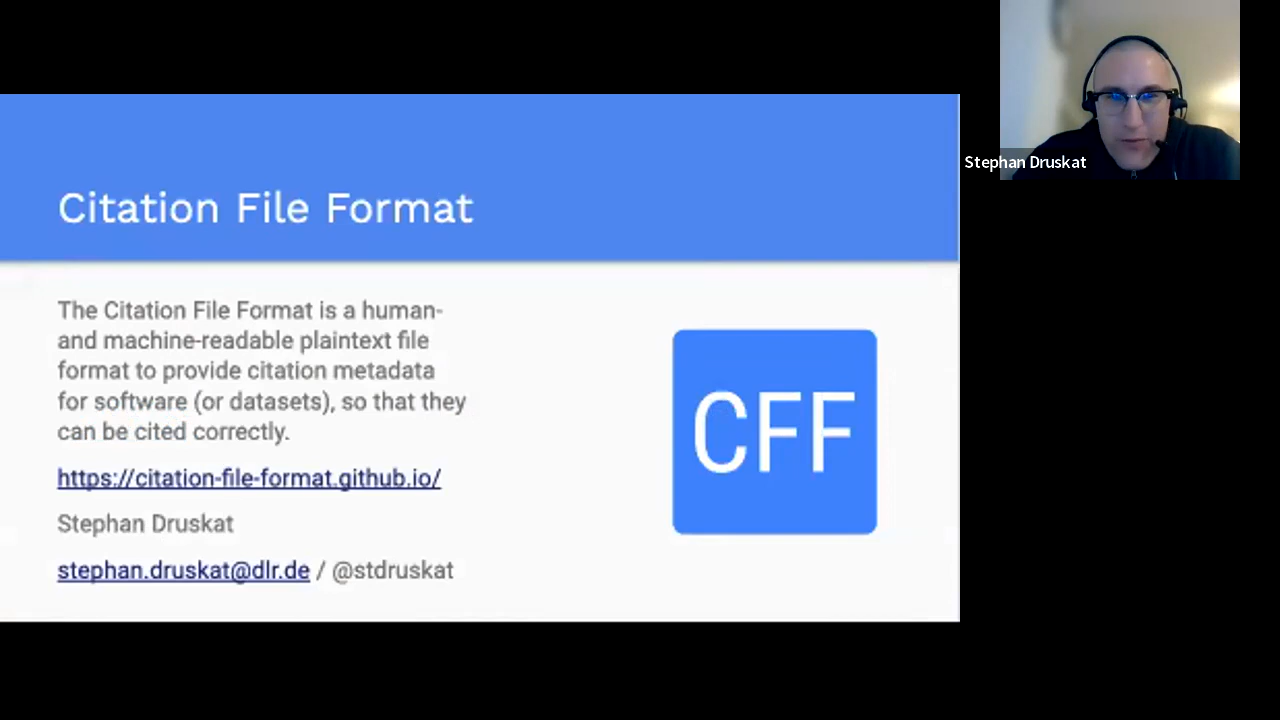 Stephan Druskat
Citation File Format
The Citation File Format is a human-
and machine-readable plaintext file
format to provide citation metadata
for software (or datasets), so that they
can be cited correctly.
https://citation-file-format.github.io/
Stephan Druskat
stephan.druskat@dlr.de / @stdruskat
CFF